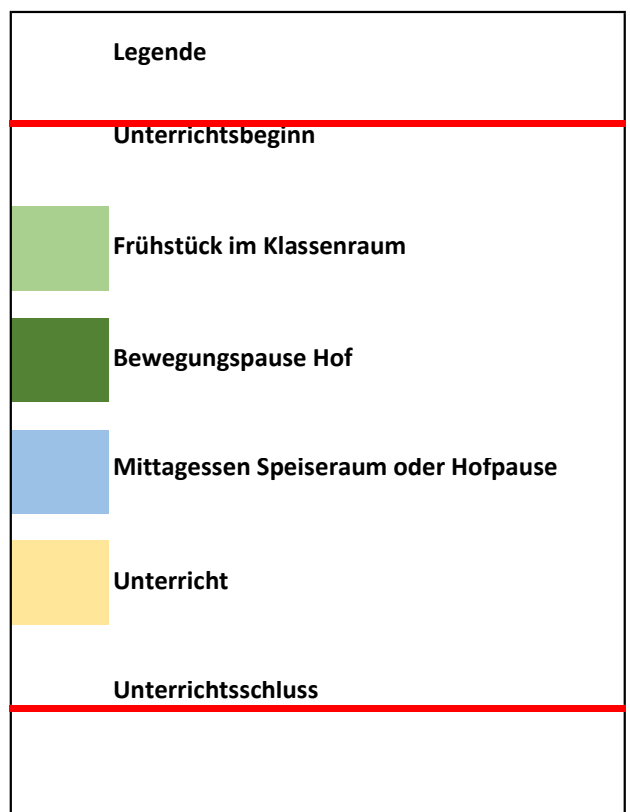 Legende
Unterrichtsbeginn
Frühstück im Klassenraum
Bewegungspause Hof
Mittagessen Speiseraum oder Hofpause
Unterricht
Unterrichtsschluss